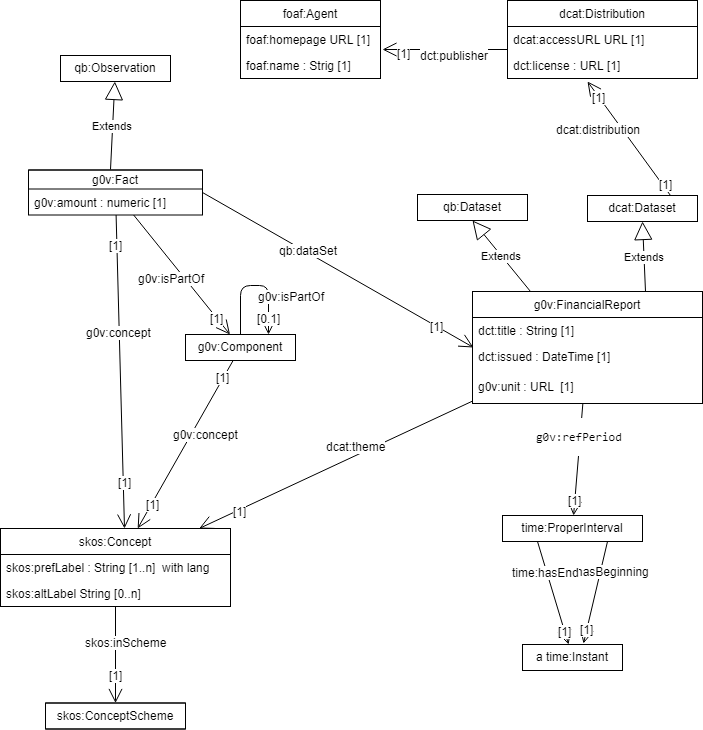 foaf:Agent
foaf:homepage URL [1]
foaf:name : Strig [1]
dcat:Distribution
dcat:accessURL URL [1]
dct:license : URL [1]
[1]
dct:publisher
qb:Observation
Extends
[1]
dcat:distribution
[1]
g0v:Fact
g0v:amount : numeric [1]
qb:Dataset
dcat:Dataset
[1]
qb:dataSet
Extends
Extends
g0v:isPartOf
g0v:isPartOf
[1]
[0.1]
g0v:concept
g0v:Component
[1]
g0v:FinancialReport
dct:title : String [1]
dct:issued : DateTime [1]
g0v:unit : URL [1]
[1]
g0v:concept
dcat:theme
g0v:refPeriod
[1]
[1]
[1]
[1}
skos:Concept
skos:prefLabel : String [1..n] with lang
skos:altLabel String [0..n]
time:ProperInterval
time:hasEnd
hasBeginning
skos:inScheme
[1]
[1]
[1}
a time:Instant
skos:ConceptScheme